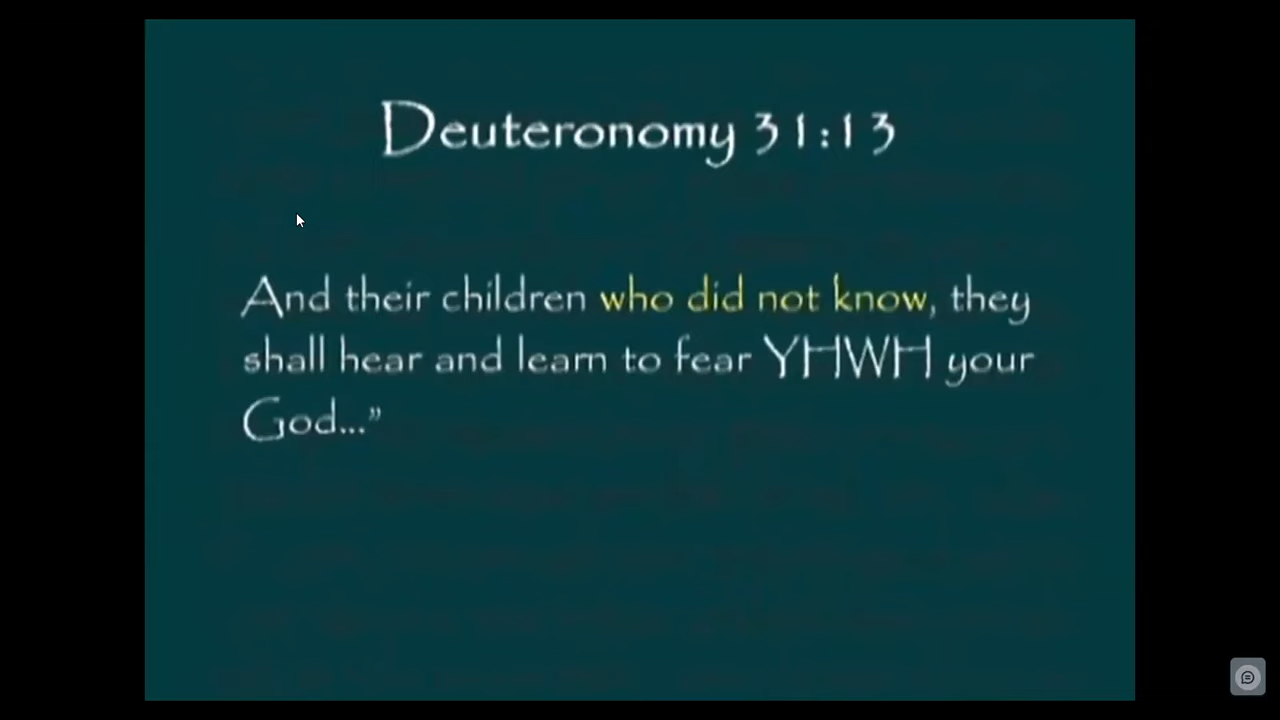 Deuteronomy 31:13
And their children who did not know, they
shall hear and learn to fear YHWH your
God...”